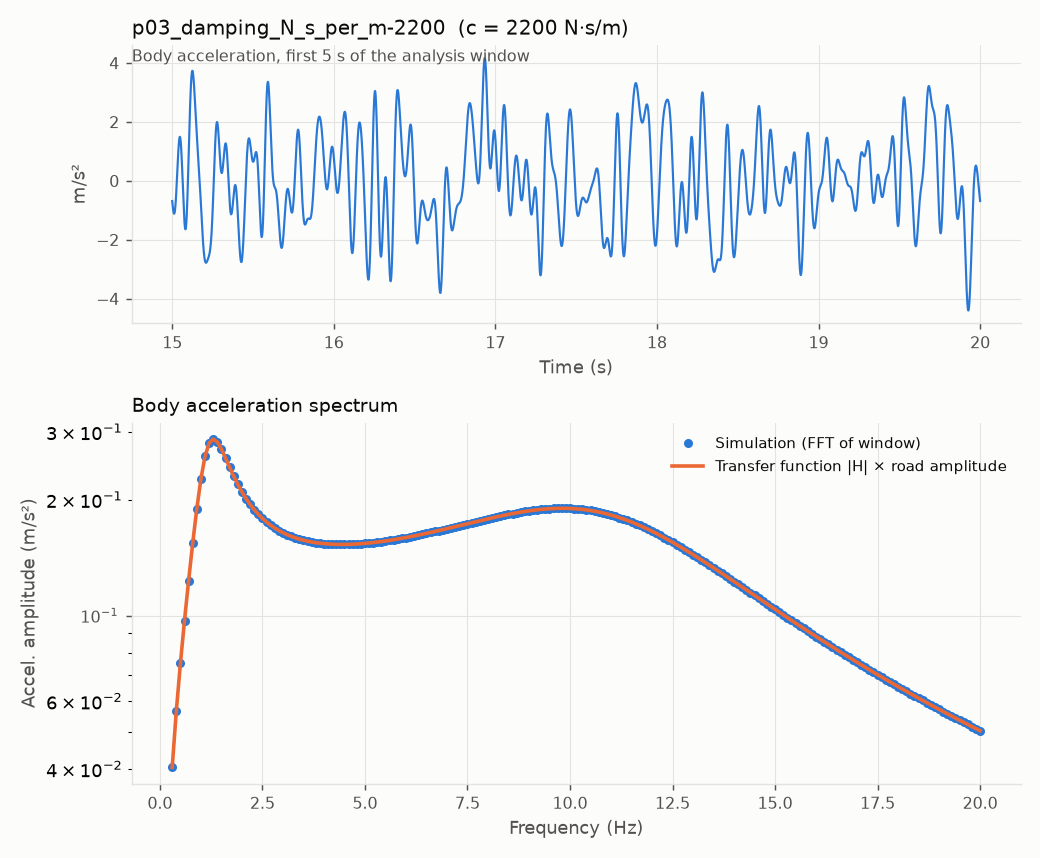 p03_damping_N_s_per_m-2200  (c = 2200 N·s/m)
Body acceleration, first 5 s of the analysis window
4
2
0
−2
−4
m/s²
15 16 17 18 19 20
Time (s)
Body acceleration spectrum
3 × 10⁻¹
2 × 10⁻¹
10⁻¹
6 × 10⁻²
4 × 10⁻²
Accel. amplitude (m/s²)
Simulation (FFT of window)
Transfer function |H| × road amplitude
0.0 2.5 5.0 7.5 10.0 12.5 15.0 17.5 20.0
Frequency (Hz)